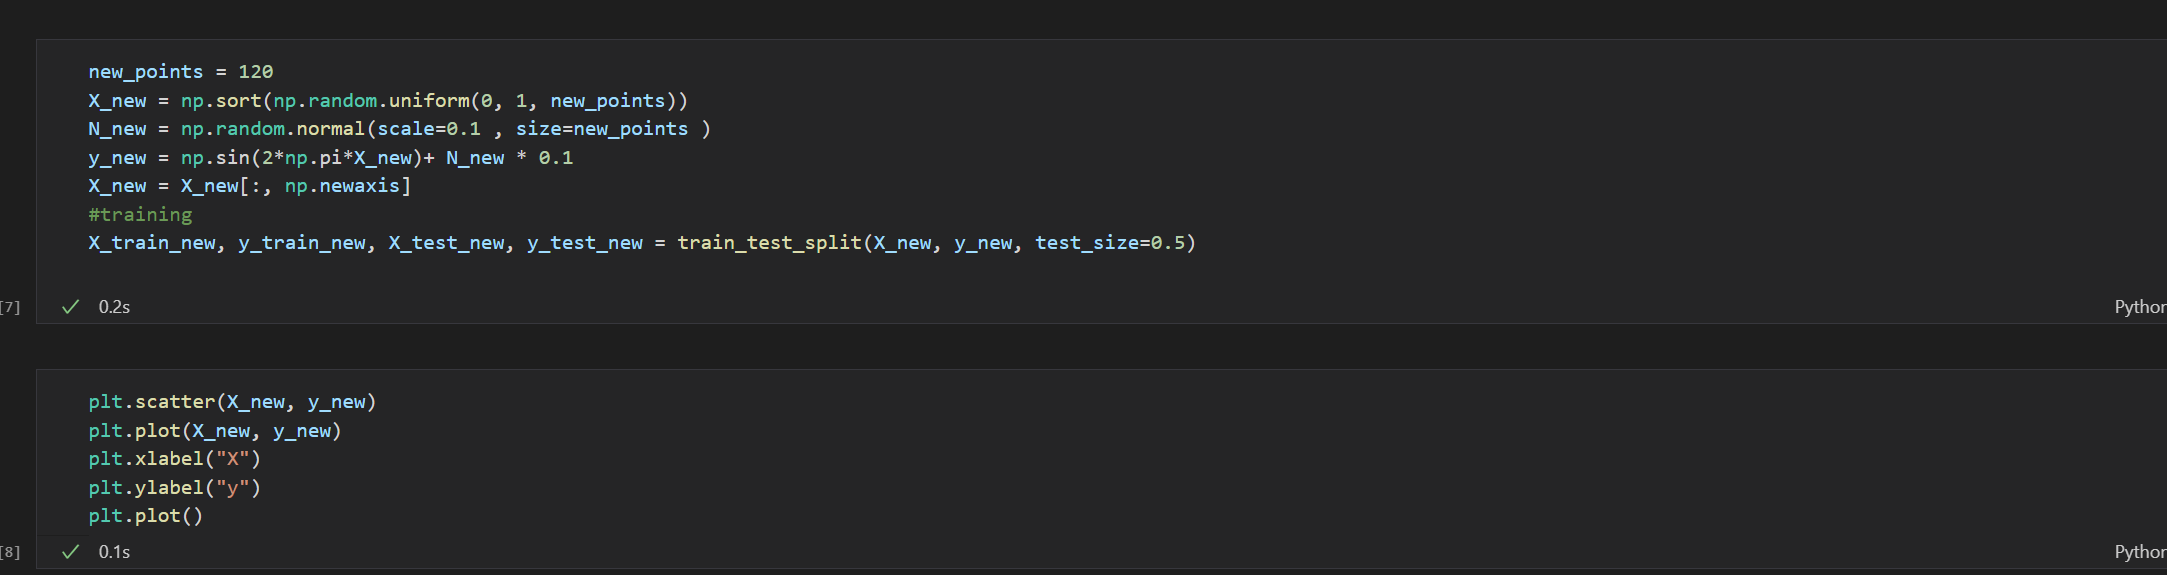 new_points = 120
X_new = np.sort(np.random.uniform(0, 1, new_points))
N_new = np.random.normal(scale=0.1 , size=new_points )
y_new = np.sin(2*np.pi*X_new)+ N_new * 0.1
X_new = X_new[:, np.newaxis]
#training
X_train_new, y_train_new, X_test_new, y_test_new = train_test_split(X_new, y_new, test_size=0.5)
[7] ✓ 0.2s Python
plt.scatter(X_new, y_new)
plt.plot(X_new, y_new)
plt.xlabel("X")
plt.ylabel("y")
plt.plot()
[8] ✓ 0.1s Python